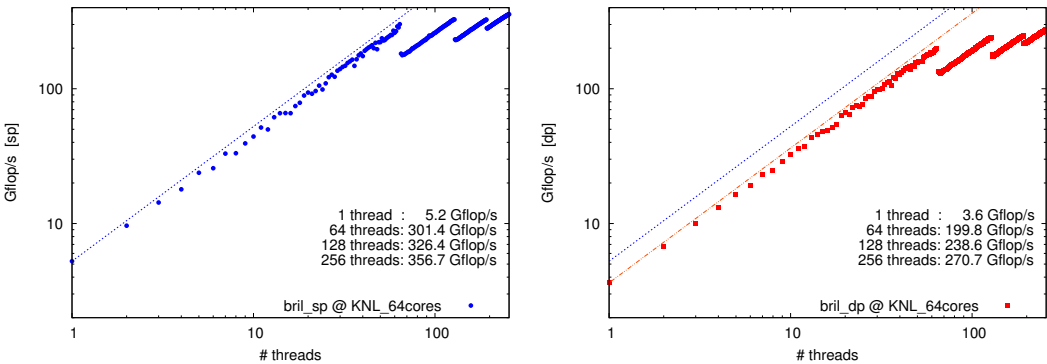 Gflop/s [sp]
100
10
1 thread : 5.2 Gflop/s
64 threads: 301.4 Gflop/s
128 threads: 326.4 Gflop/s
256 threads: 356.7 Gflop/s
bril_sp @ KNL_64cores
1
10
100
# threads
Gflop/s [dp]
100
10
1 thread : 3.6 Gflop/s
64 threads: 199.8 Gflop/s
128 threads: 238.6 Gflop/s
256 threads: 270.7 Gflop/s
bril_dp @ KNL_64cores
1
10
100
# threads